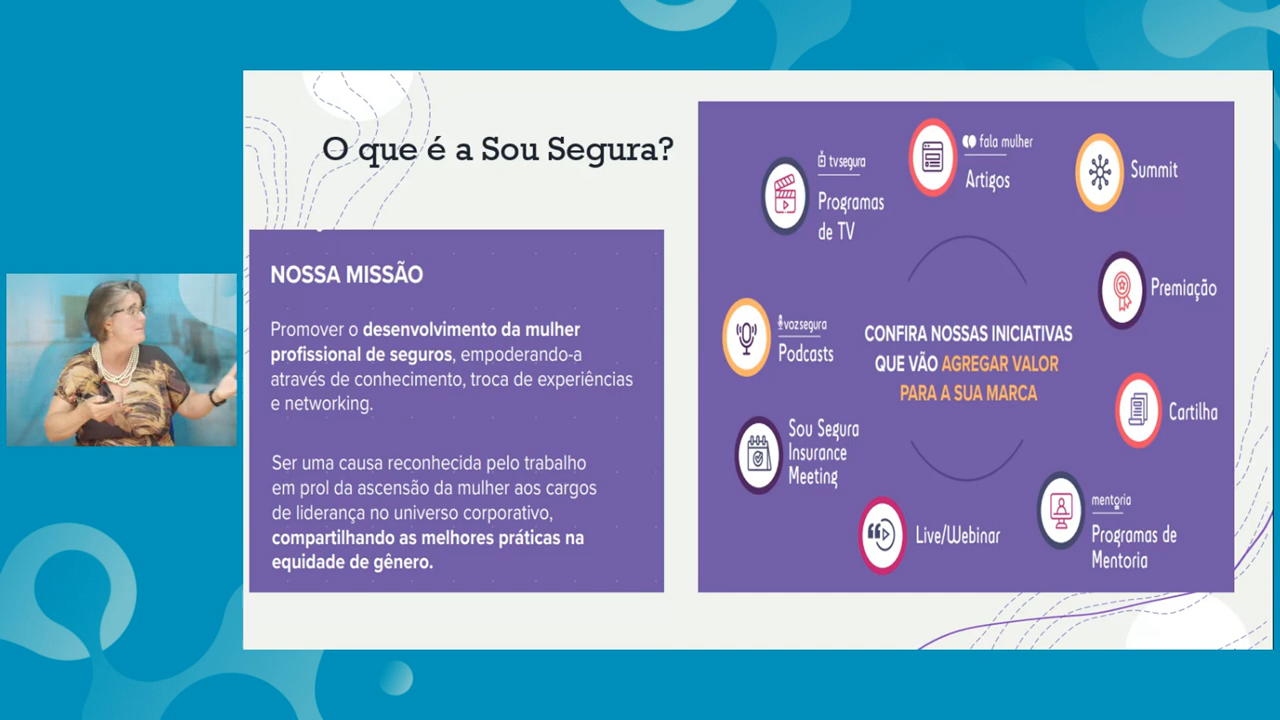 O que é a Sou Segura?
NOSSA MISSÃO
Promover o desenvolvimento da mulher
profissional de seguros, empoderando-a
através de conhecimento, troca de experiências
e networking.
Ser uma causa reconhecida pelo trabalho
em prol da ascensão da mulher aos cargos
de liderança no universo corporativo,
compartilhando as melhores práticas na
equidade de gênero.
tvsegura
Programas
de TV
fala mulher
Artigos
Summit
Premiação
Cartilha
mentoria
Programas de
Mentoria
Live/Webinar
Sou Segura
Insurance
Meeting
vozsegura
Podcasts
CONFIRA NOSSAS INICIATIVAS
QUE VÃO AGREGAR VALOR
PARA A SUA MARCA